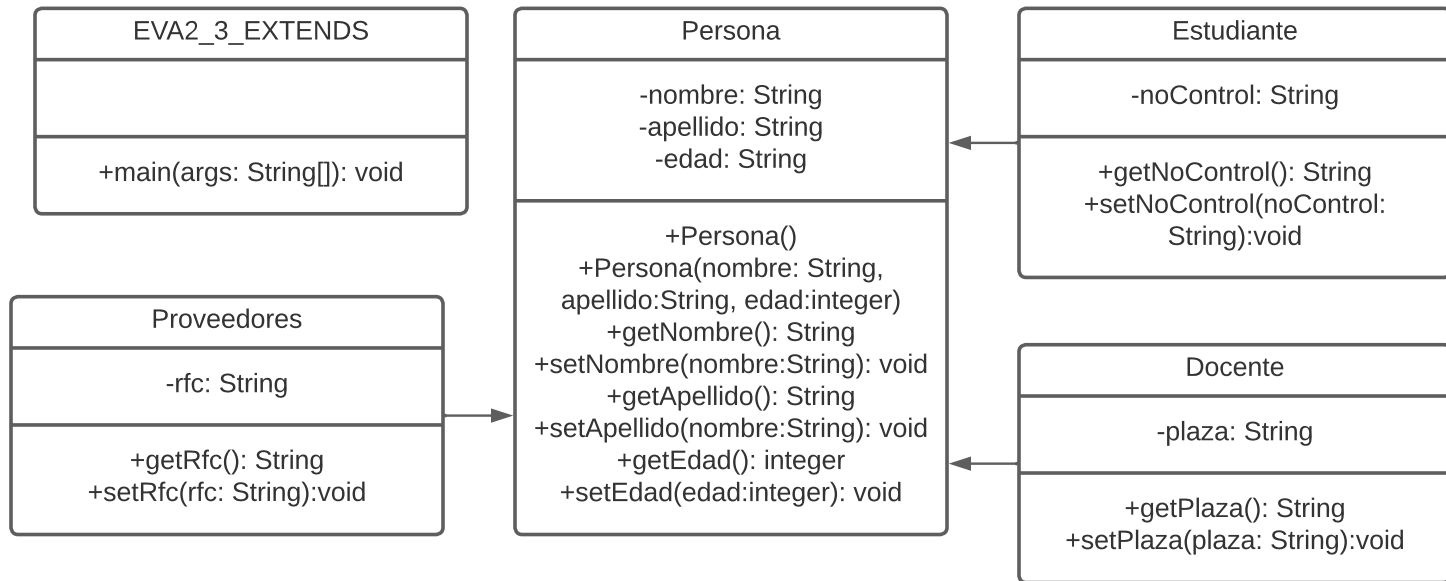 EVA2_3_EXTENDS
+main(args: String[]): void
Proveedores
-rfc: String
+getRfc(): String
+setRfc(rfc: String):void
Persona
-nombre: String
-apellido: String
-edad: String
+Persona()
+Persona(nombre: String,
apellido:String, edad:integer)
+getNombre(): String
+setNombre(nombre:String): void
+getApellido(): String
+setApellido(nombre:String): void
+getEdad(): integer
+setEdad(edad:integer): void
Estudiante
-noControl: String
+getNoControl(): String
+setNoControl(noControl:
String):void
Docente
-plaza: String
+getPlaza(): String
+setPlaza(plaza: String):void